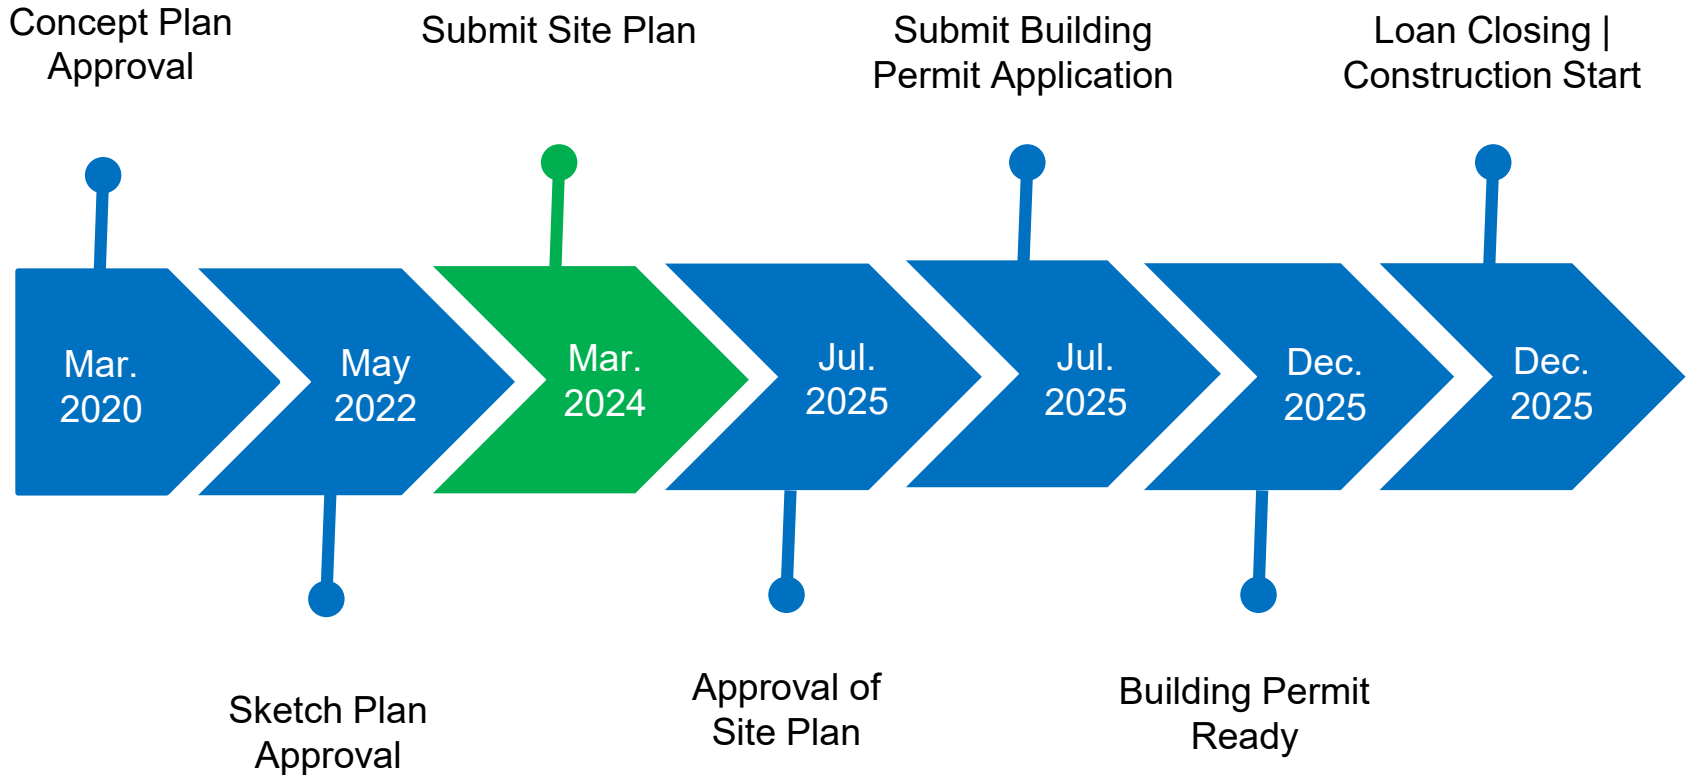 Concept Plan
Approval
Submit Site Plan
Submit Building
Permit Application
Loan Closing |
Construction Start
Mar.
2020
May
2022
Mar.
2024
Jul.
2025
Jul.
2025
Dec.
2025
Dec.
2025
Sketch Plan
Approval
Approval of
Site Plan
Building Permit
Ready